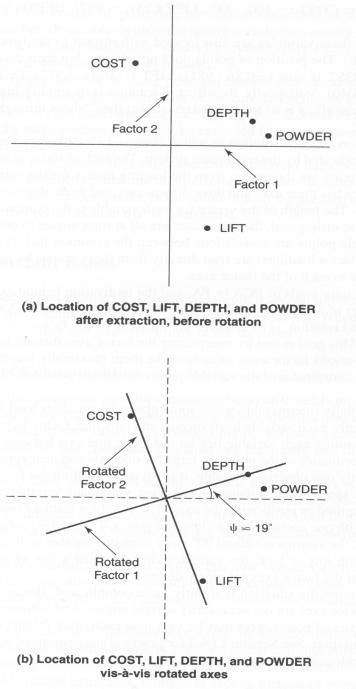 COST
Factor 2
DEPTH
POWDER
Factor 1
LIFT
(a) Location of COST, LIFT, DEPTH, and POWDER
after extraction, before rotation
COST
Rotated
Factor 2
DEPTH
POWDER
ψ ≃ 19°
Rotated
Factor 1
LIFT
(b) Location of COST, LIFT, DEPTH, and POWDER
vis-à-vis rotated axes